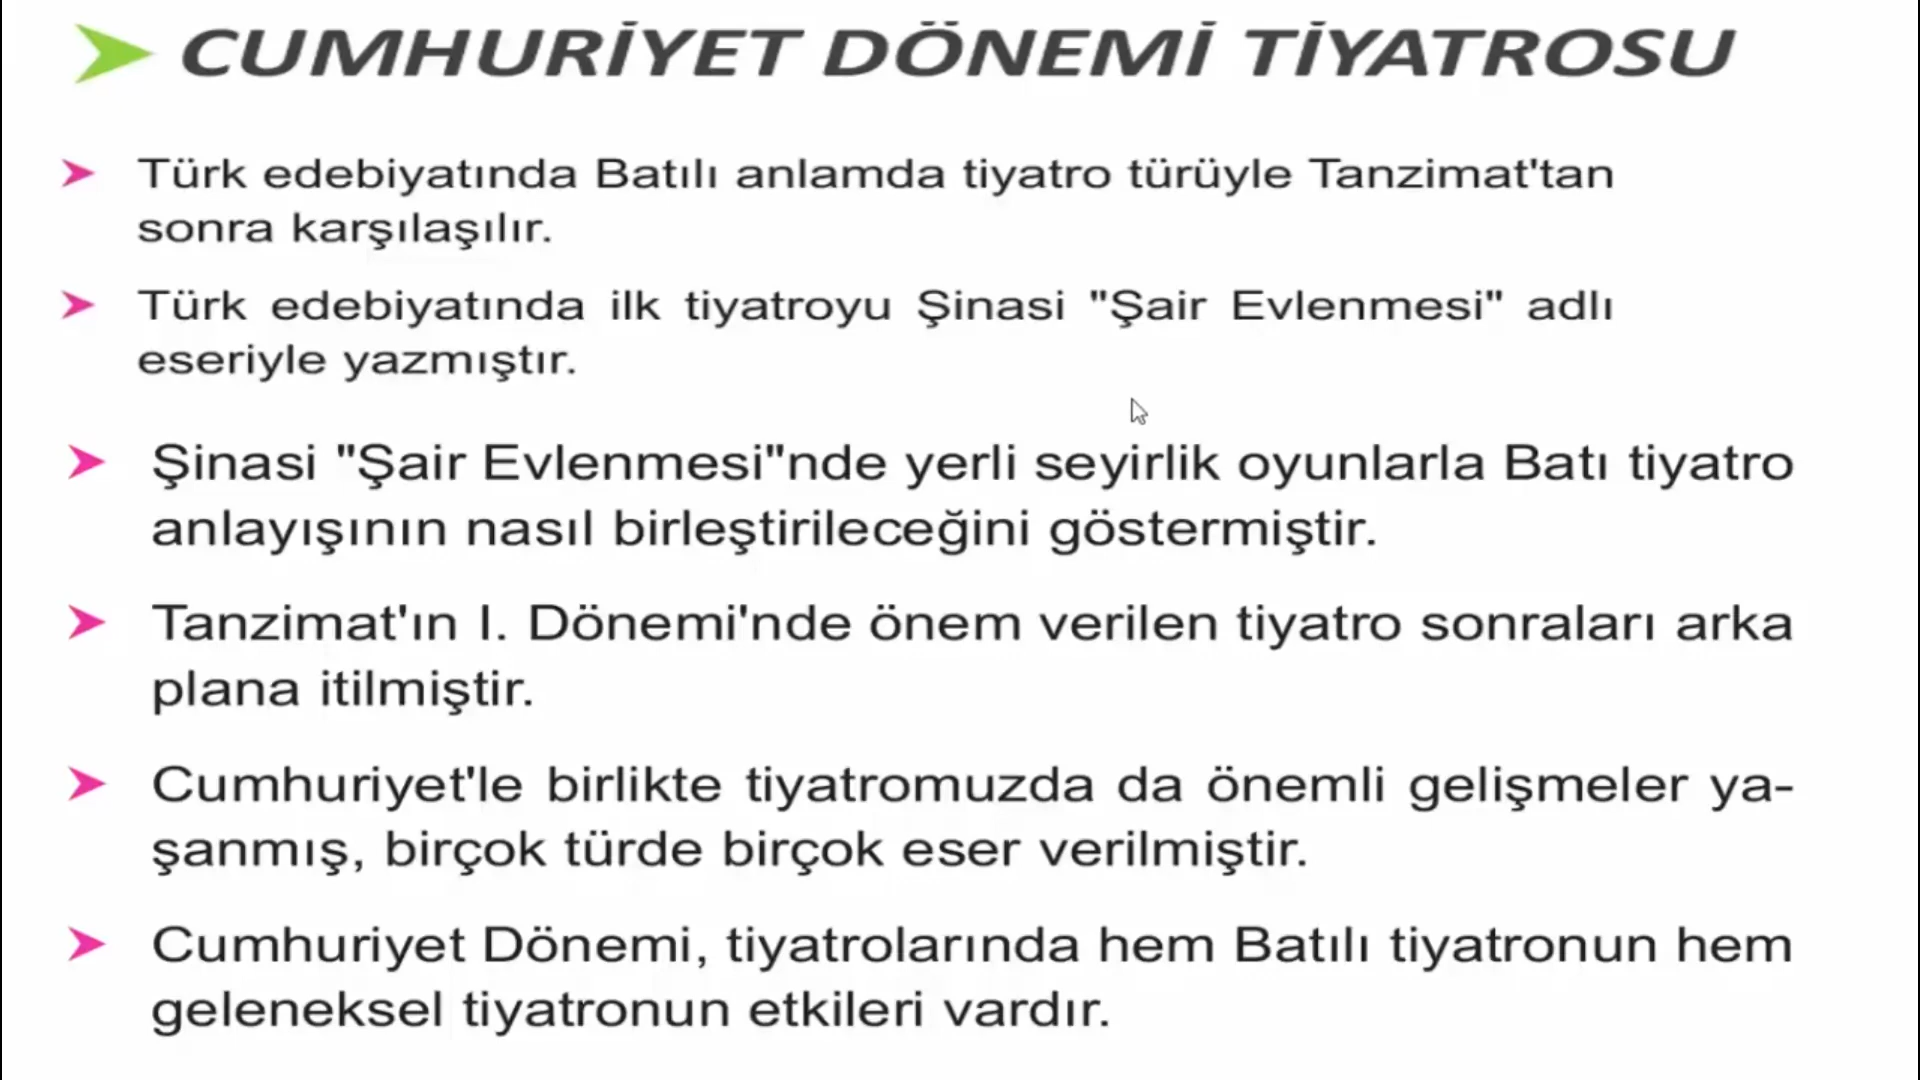 CUMHURİYET DÖNEMİ TİYATROSU
Türk edebiyatında Batılı anlamda tiyatro türüyle Tanzimat'tan
sonra karşılaşılır.
Türk edebiyatında ilk tiyatroyu Şinasi "Şair Evlenmesi" adlı
eseriyle yazmıştır.
Şinasi "Şair Evlenmesi"nde yerli seyirlik oyunlarla Batı tiyatro
anlayışının nasıl birleştirileceğini göstermiştir.
Tanzimat'ın I. Dönemi'nde önem verilen tiyatro sonraları arka
plana itilmiştir.
Cumhuriyet'le birlikte tiyatromuzda da önemli gelişmeler ya-
şanmış, birçok türde birçok eser verilmiştir.
Cumhuriyet Dönemi, tiyatrolarında hem Batılı tiyatronun hem
geleneksel tiyatronun etkileri vardır.